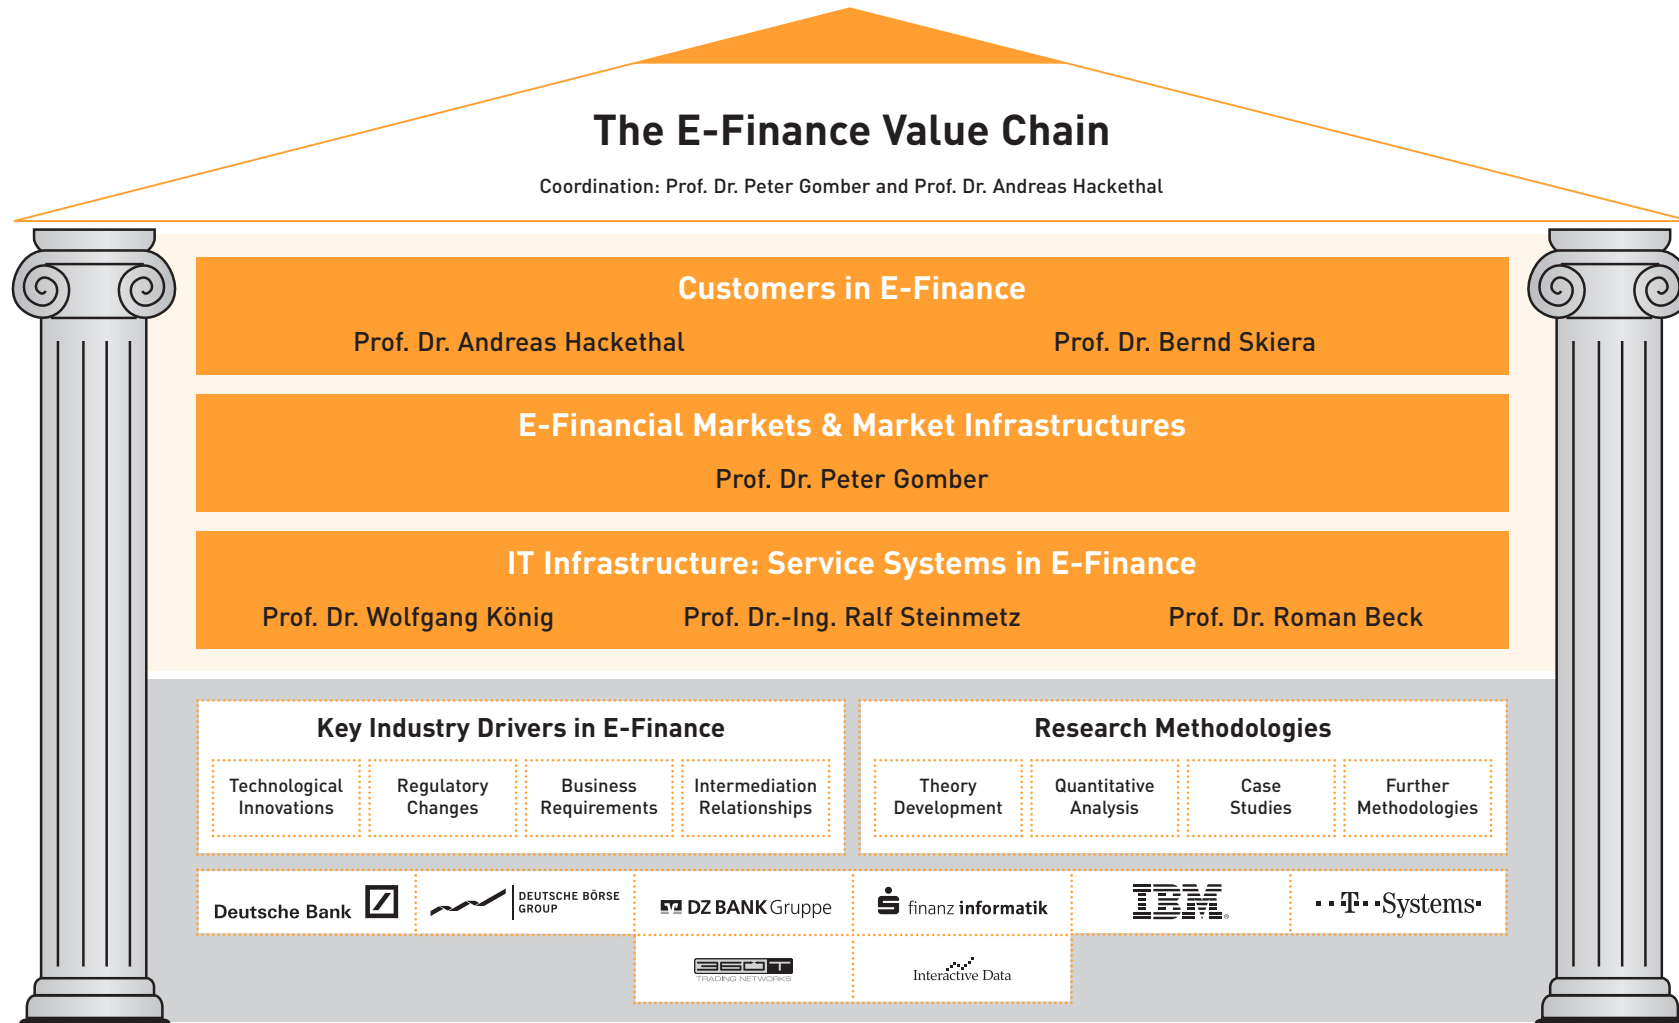 The E-Finance Value Chain
Coordination: Prof. Dr. Peter Gomber and Prof. Dr. Andreas Hackethal
Customers in E-Finance
Prof. Dr. Andreas Hackethal
Prof. Dr. Bernd Skiera
E-Financial Markets & Market Infrastructures
Prof. Dr. Peter Gomber
IT Infrastructure: Service Systems in E-Finance
Prof. Dr. Wolfgang König
Prof. Dr.-Ing. Ralf Steinmetz
Prof. Dr. Roman Beck
Key Industry Drivers in E-Finance
Technological
Innovations
Regulatory
Changes
Business
Requirements
Intermediation
Relationships
Research Methodologies
Theory
Development
Quantitative
Analysis
Case
Studies
Further
Methodologies
Deutsche Bank
DEUTSCHE BÖRSE
GROUP
DZ BANK Gruppe
finanz informatik
IBM®
··T··Systems·
360T
TRADING NETWORKS
Interactive Data